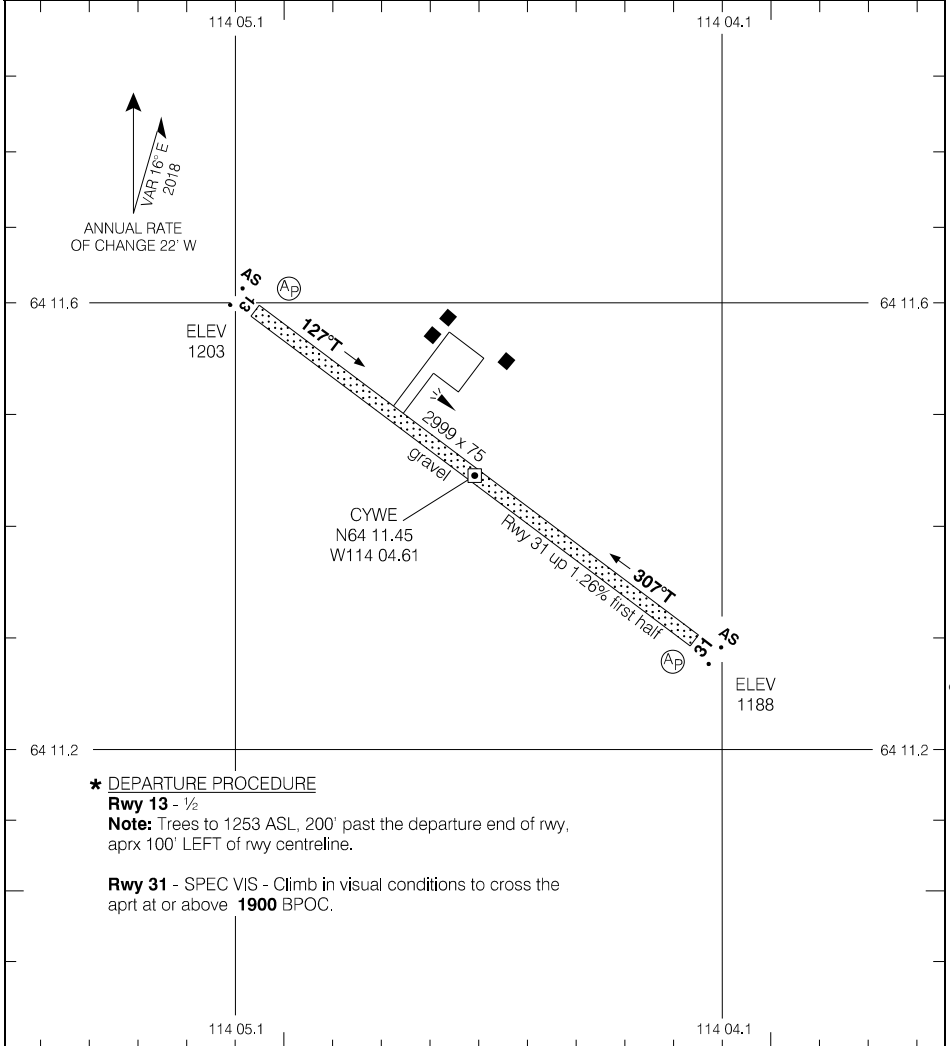 114 05.1
114 04.1
VAR 16° E
2018
ANNUAL RATE
OF CHANGE 22' W
AS
AP
64 11.6
64 11.6
13
ELEV
1203
127°T
2999 x 75
gravel
CYWE
N64 11.45
W114 04.61
Rwy 31 up 1.26% first half
307°T
AS
31
AP
ELEV
1188
64 11.2
64 11.2
* DEPARTURE PROCEDURE
Rwy 13 - ½
Note: Trees to 1253 ASL, 200' past the departure end of rwy,
aprx 100' LEFT of rwy centreline.
Rwy 31 - SPEC VIS - Climb in visual conditions to cross the
aprt at or above 1900 BPOC.
114 05.1
114 04.1